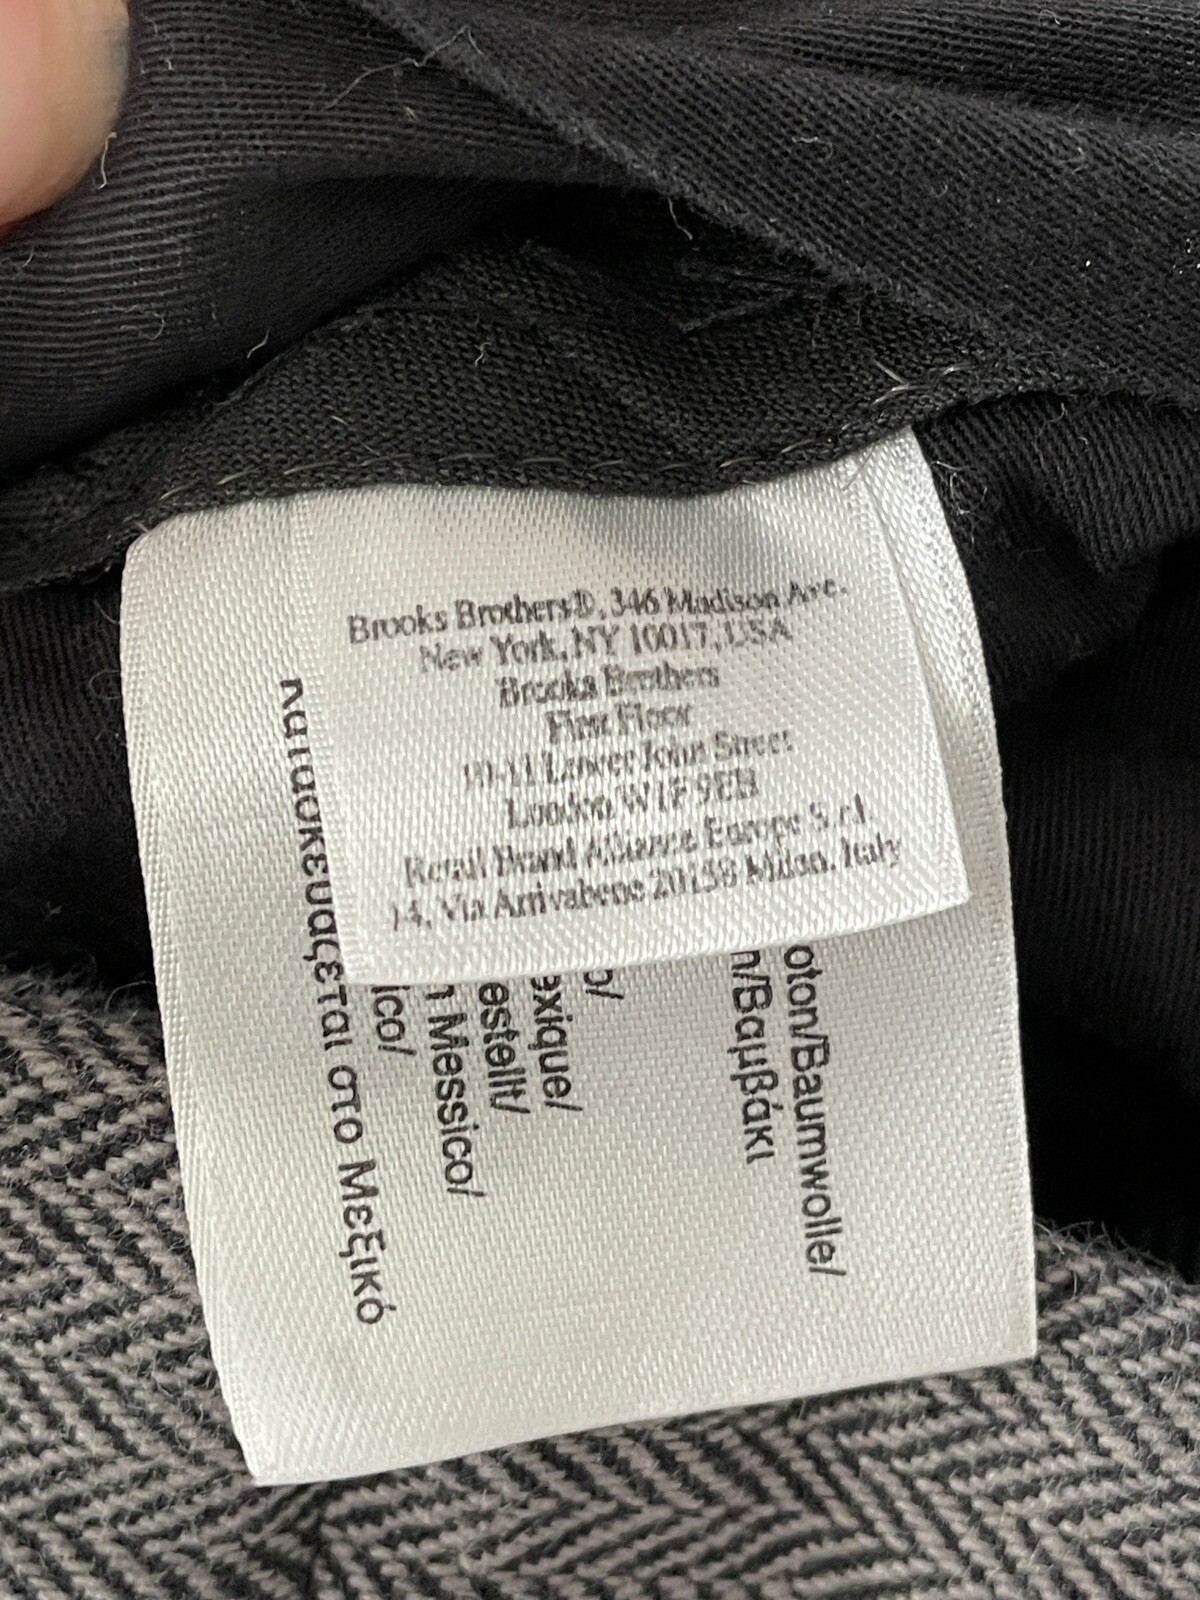 Brooks Brothers®, 346 Madison Ave.
New York, NY 10017, USA
Brooks Brothers
First Floor
10-11 Lower John Street
London W1F 9EB
Retail Brand Alliance Europe S.r.l.
14, Via Arrivabene 20158 Milan, Italy
oton/Baumwolle/
n/Βαμβάκι
o/
exique/
estellt/
n Messico/
ico/
Κατασκευάζεται στο Μεξικό